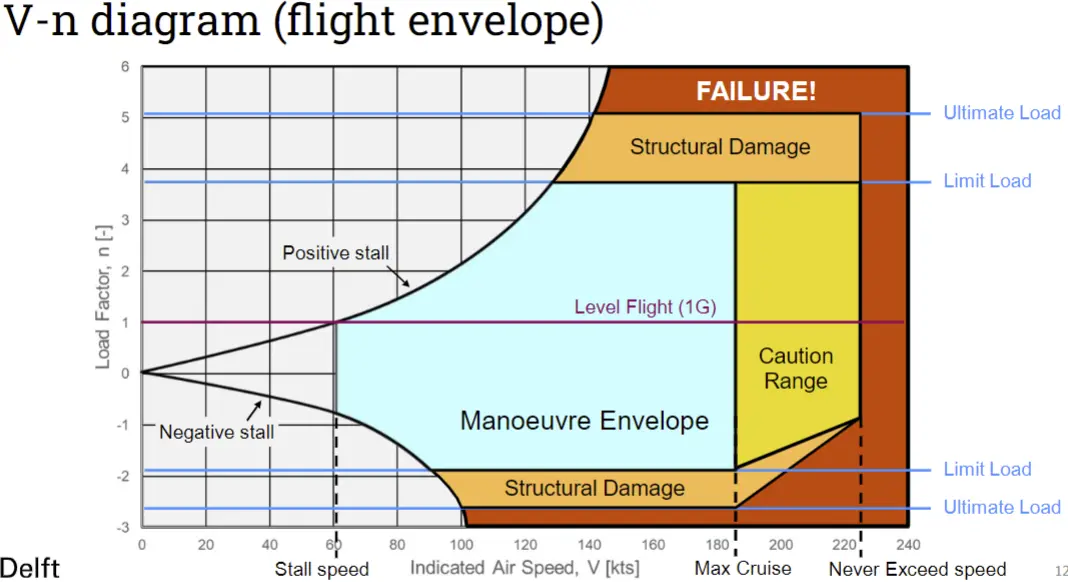 V-n diagram (flight envelope)
6
FAILURE!
5
Ultimate Load
Structural Damage
4
Limit Load
3
Positive stall
2
Load Factor, n [-]
Level Flight (1G)
1
Caution
Range
0
Manoeuvre Envelope
-1
Negative stall
Limit Load
-2
Structural Damage
Ultimate Load
-3
0 20 40 60 80 100 120 140 160 180 200 220 240
Stall speed
Indicated Air Speed, V [kts]
Max Cruise
Never Exceed speed
Delft
12